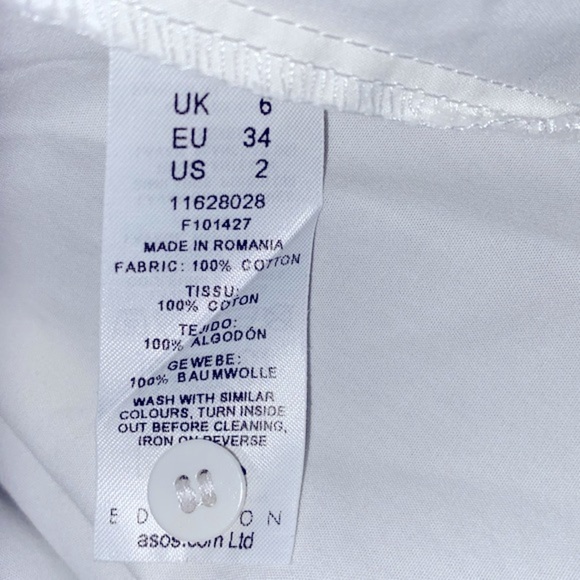 UK 6
EU 34
US 2
11628028
F101427
MADE IN ROMANIA
FABRIC: 100% COTTON
TISSU:
100% COTON
TEJIDO:
100% ALGODÓN
GEWEBE:
100% BAUMWOLLE
WASH WITH SIMILAR
COLOURS, TURN INSIDE
OUT BEFORE CLEANING,
IRON ON REVERSE
asos.com Ltd